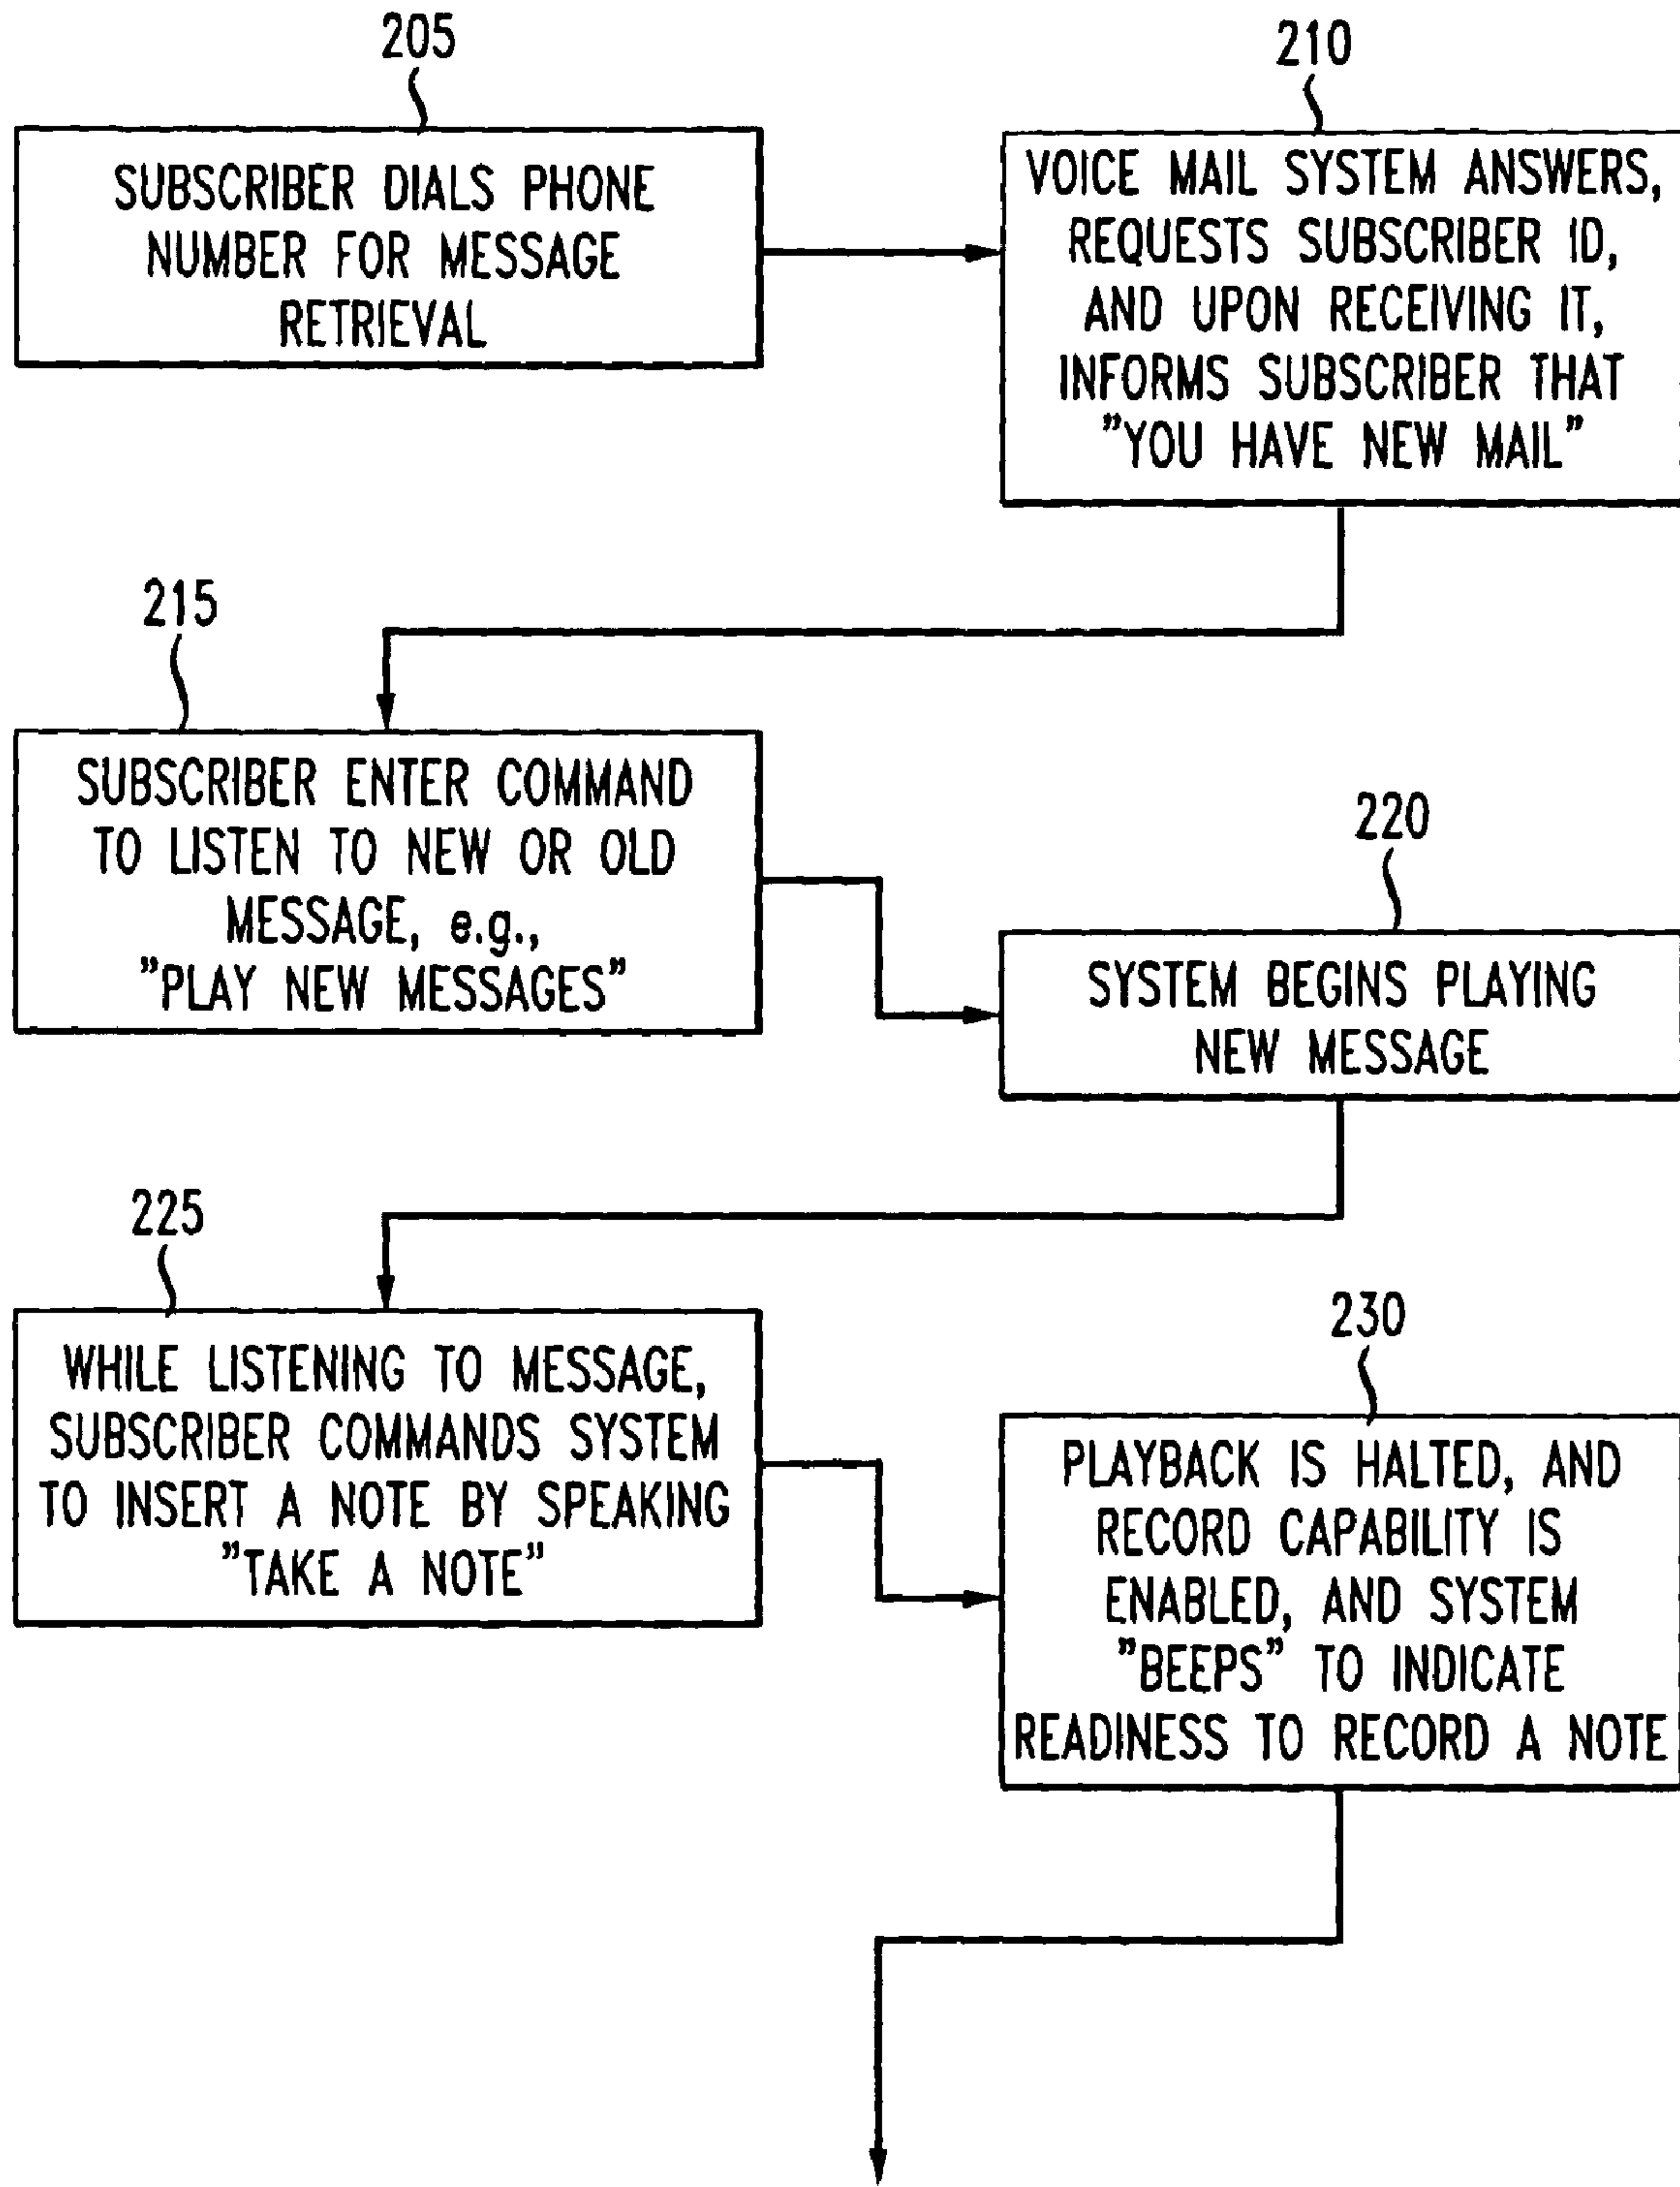 205
SUBSCRIBER DIALS PHONE
NUMBER FOR MESSAGE
RETRIEVAL
210
VOICE MAIL SYSTEM ANSWERS,
REQUESTS SUBSCRIBER ID,
AND UPON RECEIVING IT,
INFORMS SUBSCRIBER THAT
"YOU HAVE NEW MAIL"
215
SUBSCRIBER ENTER COMMAND
TO LISTEN TO NEW OR OLD
MESSAGE, e.g.,
"PLAY NEW MESSAGES"
220
SYSTEM BEGINS PLAYING
NEW MESSAGE
225
WHILE LISTENING TO MESSAGE,
SUBSCRIBER COMMANDS SYSTEM
TO INSERT A NOTE BY SPEAKING
"TAKE A NOTE"
230
PLAYBACK IS HALTED, AND
RECORD CAPABILITY IS
ENABLED, AND SYSTEM
"BEEPS" TO INDICATE
READINESS TO RECORD A NOTE